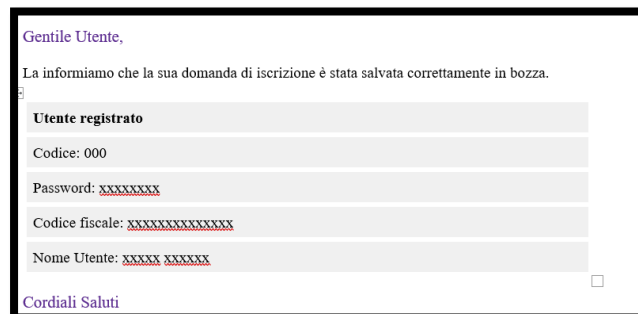 Gentile Utente,
La informiamo che la sua domanda di iscrizione è stata salvata correttamente in bozza.
Utente registrato
Codice: 000
Password: xxxxxxxx
Codice fiscale: xxxxxxxxxxxxxx
Nome Utente: xxxxx xxxxxx
Cordiali Saluti